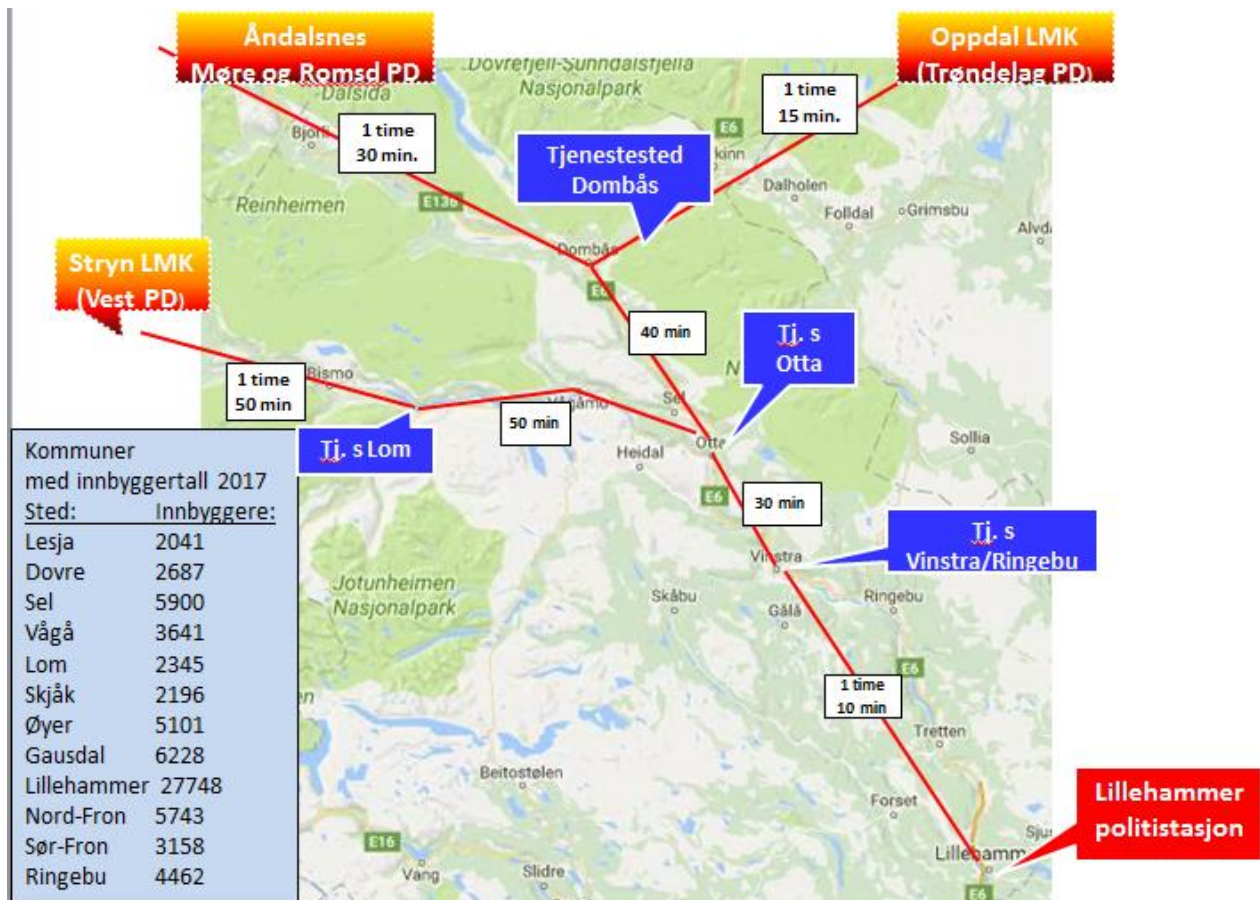 Åndalsnes
Møre og Romsd PD
Oppdal LMK
(Trøndelag PD)
Dovrefjell-Sunndalsfjella
Nasjonalpark
Dalsida
1 time
15 min.
1 time
30 min.
E6
Tjenestested
Dombås
Dalholen
Folldal
Grimsbu
Reinheimen
E136
Stryn LMK
(Vest PD)
Dombås
E6
40 min
Tj. s
Otta
1 time
50 min
Bismo
Vågåmo
Sel
50 min
Tj. s Lom
Otta
Heidal
Sollia
E6
30 min
Tj. s
Vinstra/Ringebu
Vinstra
Jotunheimen
Nasjonalpark
Skåbu
Gålå
Ringebu
E6
1 time
10 min
Tretten
Beitostølen
Forset
Lillehammer
politistasjon
E16
Vang
Slidre
Lillehamm
E6
Kommuner
med innbyggertall 2017
Sted: Innbyggere:
Lesja 2041
Dovre 2687
Sel 5900
Vågå 3641
Lom 2345
Skjåk 2196
Øyer 5101
Gausdal 6228
Lillehammer 27748
Nord-Fron 5743
Sør-Fron 3158
Ringebu 4462